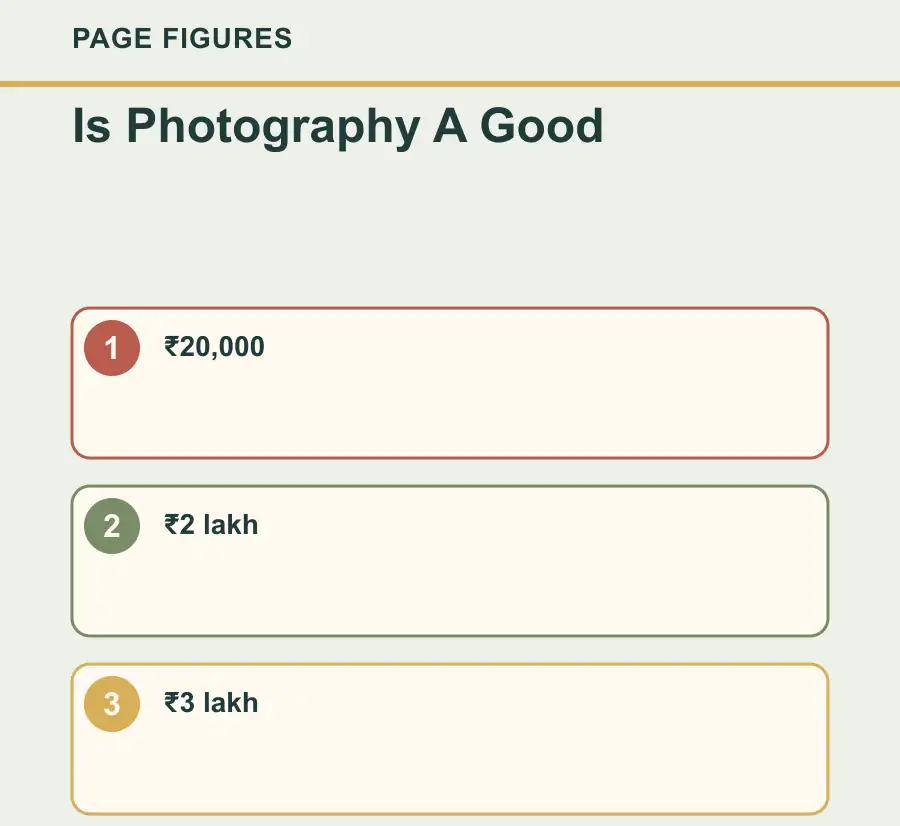 PAGE FIGURES
Is Photography A Good
1
₹20,000
2
₹2 lakh
3
₹3 lakh